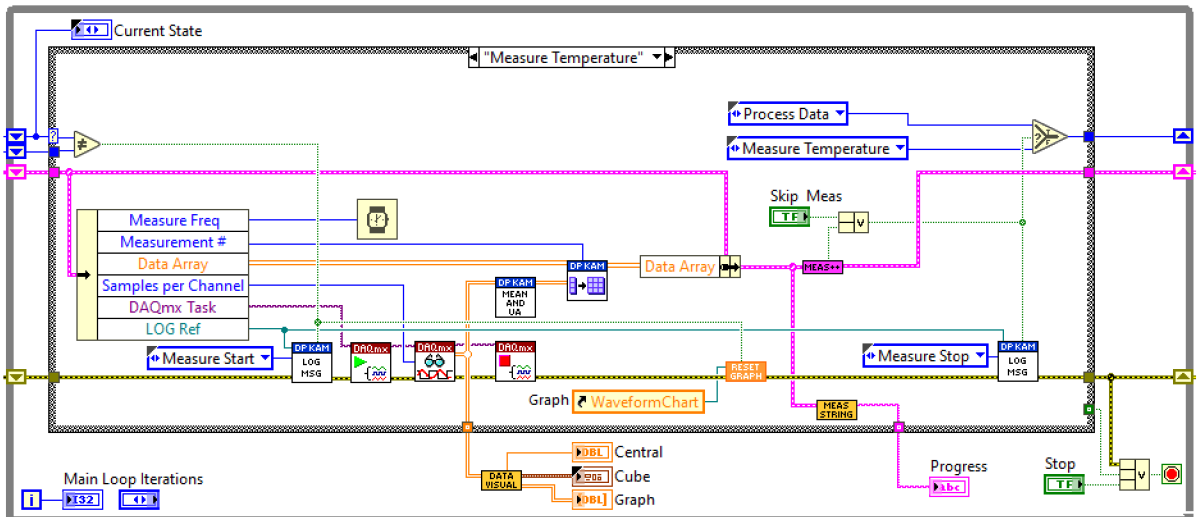 Current State
"Measure Temperature"
Process Data
Measure Temperature
?
≠
Skip Meas
TF
V
Measure Freq
Measurement #
Data Array
Samples per Channel
DAQmx Task
LOG Ref
DP KAM
MEAN
AND
UA
DP KAM
Data Array
MEAS++
Measure Start
DP KAM
LOG
MSG
DAQmx
DAQmx
DAQmx
RESET
GRAPH
Measure Stop
DP KAM
LOG
MSG
Graph
WaveformChart
MEAS
STRING
Main Loop Iterations
i
I32
DATA
VISUAL
DBL
Central
Cube
DBL]
Graph
Progress
abc
Stop
TF
V